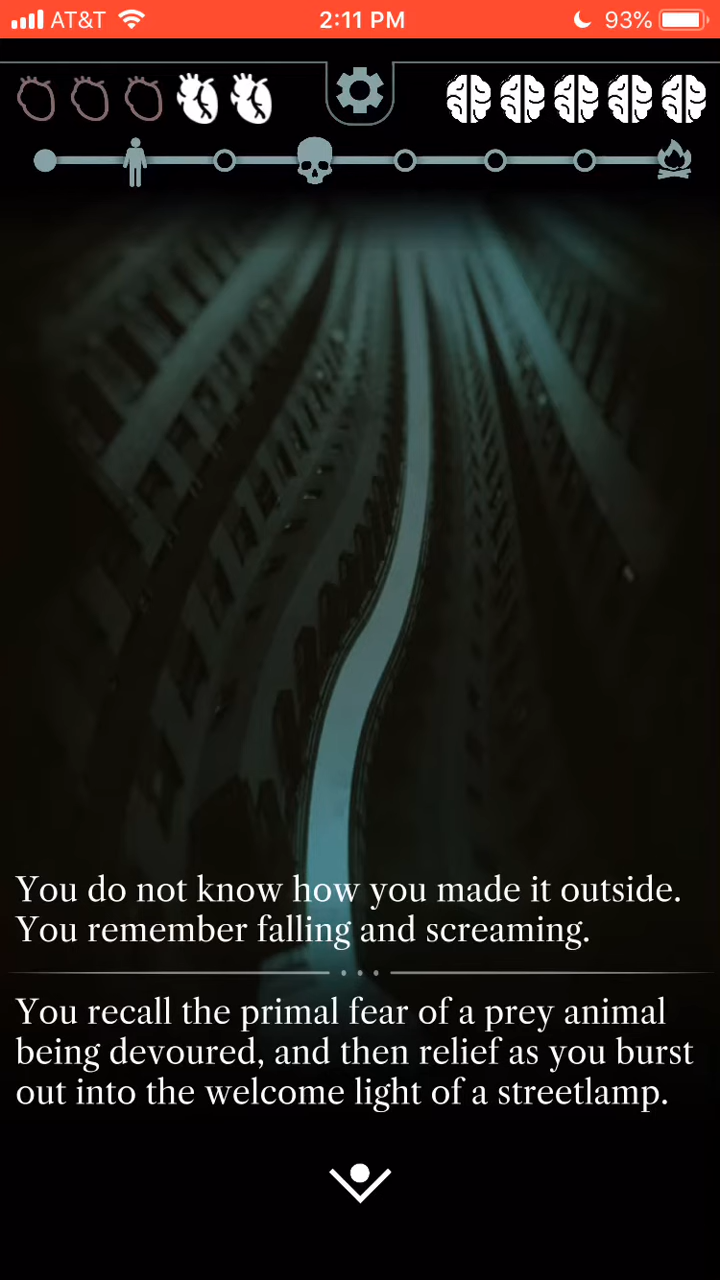 AT&T 2:11 PM 93%
You do not know how you made it outside.
You remember falling and screaming.
You recall the primal fear of a prey animal
being devoured, and then relief as you burst
out into the welcome light of a streetlamp.